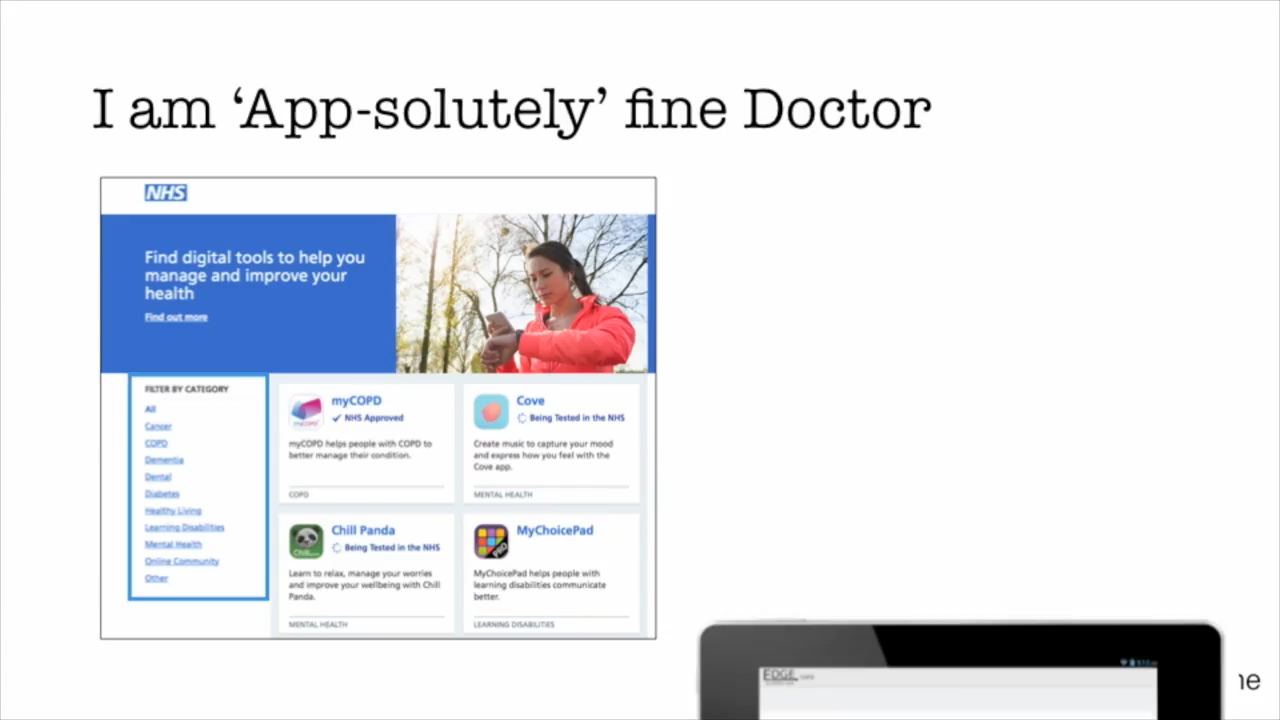 I am ‘App-solutely’ fine Doctor
NHS
Find digital tools to help you
manage and improve your
health
Find out more
FILTER BY CATEGORY
All
Cancer
COPD
Dementia
Dental
Diabetes
Healthy Living
Learning Disabilities
Mental Health
Online Community
Other
myCOPD
NHS Approved
myCOPD helps people with COPD to
better manage their condition.
COPD
Cove
Being Tested in the NHS
Create music to capture your mood
and express how you feel with the
Cove app.
MENTAL HEALTH
Chill Panda
Being Tested in the NHS
Learn to relax, manage your worries
and improve your wellbeing with Chill
Panda.
MENTAL HEALTH
MyChoicePad
MyChoicePad helps people with
learning disabilities communicate
better.
LEARNING DISABILITIES
EDGE